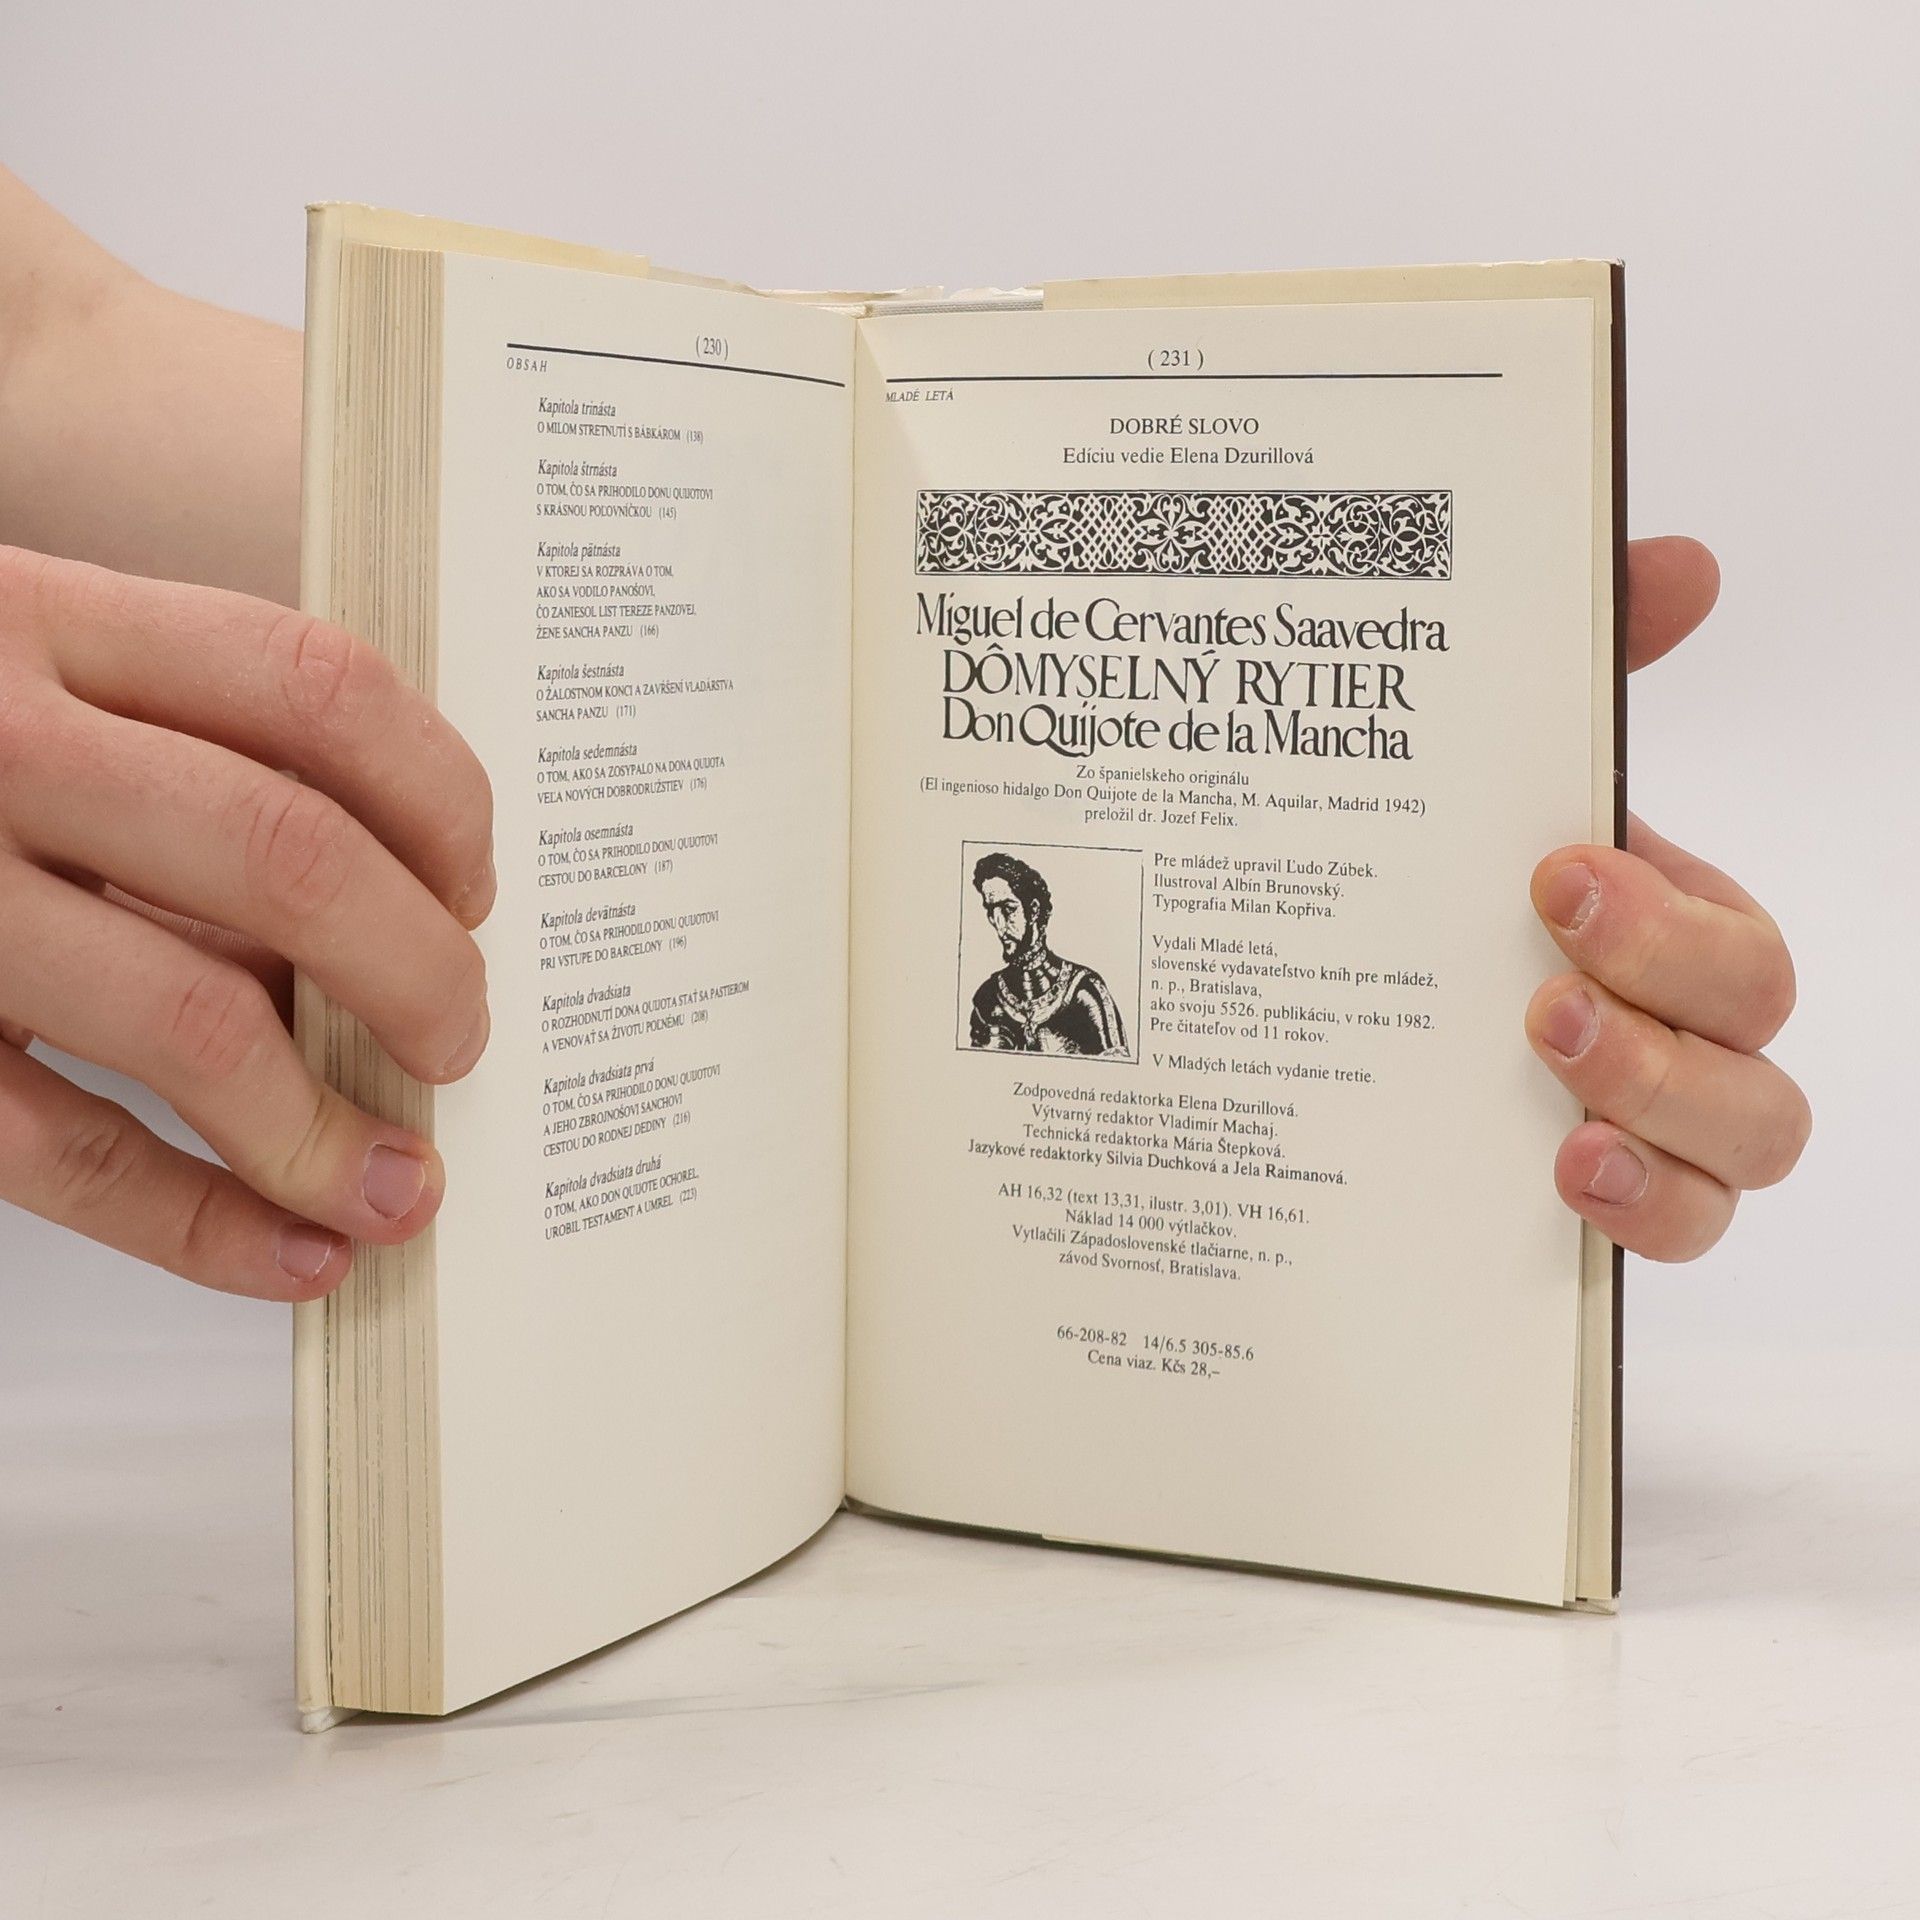 ( 230 )
OBSAH
Kapitola trinásta
O MILOM STRETNUTÍ S BÁBKÁROM (138)
Kapitola štrnásta
O TOM, ČO SA PRIHODILO DONU QUIJOTOVI
S KRÁSNOU POĽOVNÍČKOU (145)
Kapitola pätnásta
V KTOREJ SA ROZPRÁVA O TOM,
AKO SA VODILO PANOŠOVI,
ČO ZANIESOL LIST TEREZE PANZOVEJ,
ŽENE SANCHA PANZU (166)
Kapitola šestnásta
O ŽALOSTNOM KONCI A ZAVŔŠENÍ VLADÁRSTVA
SANCHA PANZU (171)
Kapitola sedemnásta
O TOM, AKO SA ZOSYPALO NA DONA QUIJOTA
VEĽA NOVÝCH DOBRODRUŽSTIEV (176)
Kapitola osemnásta
O TOM, ČO SA PRIHODILO DONU QUIJOTOVI
CESTOU DO BARCELONY (187)
Kapitola devätnásta
O TOM, ČO SA PRIHODILO DONU QUIJOTOVI
PRI VSTUPE DO BARCELONY (196)
Kapitola dvadsiata
O ROZHODNUTÍ DONA QUIJOTA STAŤ SA PASTIEROM
A VENOVAŤ SA ŽIVOTU POĽNÉMU (208)
Kapitola dvadsiata prvá
O TOM, ČO SA PRIHODILO DONU QUIJOTOVI
A JEHO ZBROJNOŠOVI SANCHOVI
CESTOU DO RODNEJ DEDINY (216)
Kapitola dvadsiata druhá
O TOM, AKO DON QUIJOTE OCHOREL,
UROBIL TESTAMENT A UMREL (223)
( 231 )
MLADÉ LETÁ
DOBRÉ SLOVO
Edíciu vedie Elena Dzurillová
Miguel de Cervantes Saavedra
DÔMYSELNÝ RYTIER
Don Quijote de la Mancha
Zo španielskeho originálu
(El ingenioso hidalgo Don Quijote de la Mancha, M. Aquilar, Madrid 1942)
preložil dr. Jozef Felix.
Pre mládež upravil Ľudo Zúbek.
Ilustroval Albín Brunovský.
Typografia Milan Kopřiva.
Vydali Mladé letá,
slovenské vydavateľstvo kníh pre mládež,
n. p., Bratislava,
ako svoju 5526. publikáciu, v roku 1982.
Pre čitateľov od 11 rokov.
V Mladých letách vydanie tretie.
Zodpovedná redaktorka Elena Dzurillová.
Výtvarný redaktor Vladimír Machaj.
Technická redaktorka Mária Štepková.
Jazykové redaktorky Silvia Duchková a Jela Raimanová.
AH 16,32 (text 13,31, ilustr. 3,01). VH 16,61.
Náklad 14 000 výtlačkov.
Vytlačili Západoslovenské tlačiarne, n. p.,
závod Svornosť, Bratislava.
66-208-82 14/6.5 305-85.6
Cena viaz. Kčs 28,–